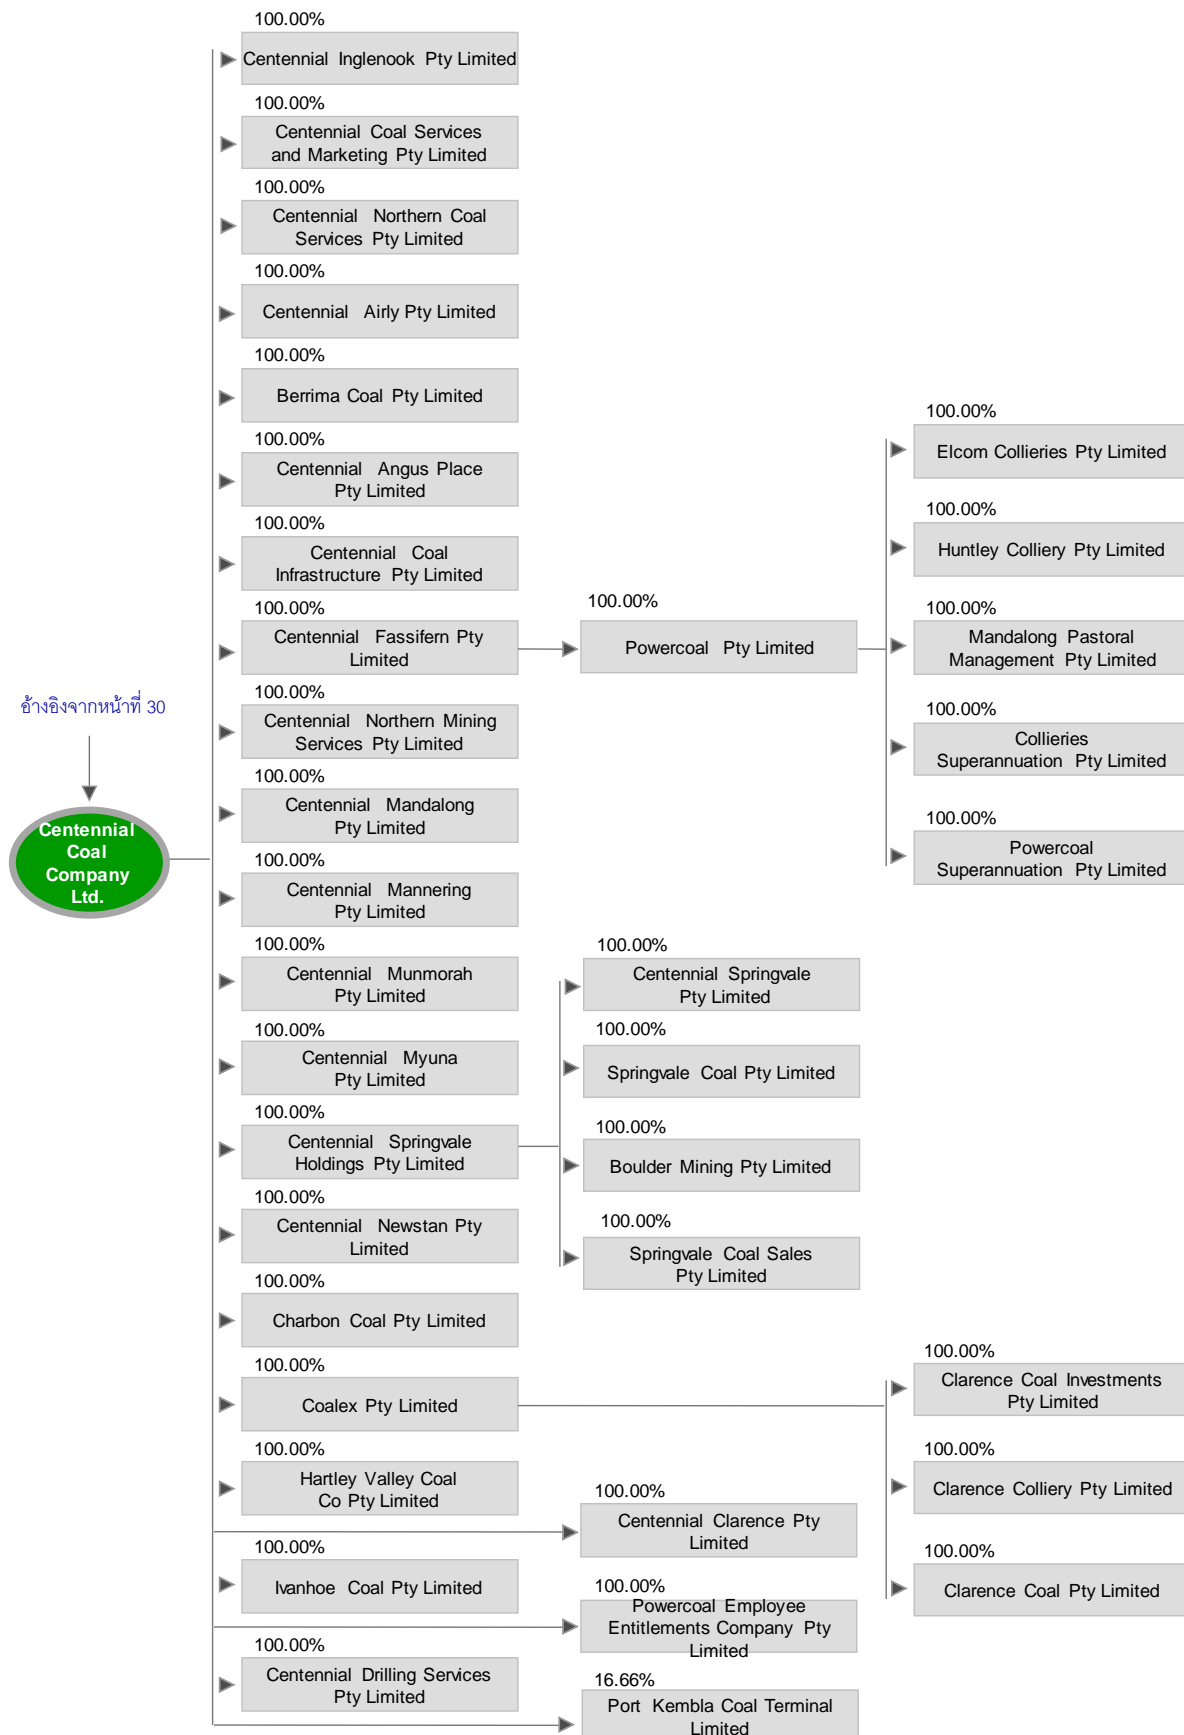 100.00%
Centennial Inglenook Pty Limited
100.00%
Centennial Coal Services
and Marketing Pty Limited
100.00%
Centennial Northern Coal
Services Pty Limited
100.00%
Centennial Airly Pty Limited
100.00%
Berrima Coal Pty Limited
100.00%
Centennial Angus Place
Pty Limited
100.00%
Centennial Coal
Infrastructure Pty Limited
100.00%
Centennial Fassifern Pty
Limited
100.00%
Powercoal Pty Limited
100.00%
Elcom Collieries Pty Limited
100.00%
Huntley Colliery Pty Limited
100.00%
Mandalong Pastoral
Management Pty Limited
100.00%
Collieries
Superannuation Pty Limited
100.00%
Powercoal
Superannuation Pty Limited
100.00%
Centennial Northern Mining
Services Pty Limited
อ้างอิงจากหน้าที่ 30
Centennial
Coal
Company
Ltd.
100.00%
Centennial Mandalong
Pty Limited
100.00%
Centennial Mannering
Pty Limited
100.00%
Centennial Munmorah
Pty Limited
100.00%
Centennial Myuna
Pty Limited
100.00%
Centennial Springvale
Holdings Pty Limited
100.00%
Centennial Springvale
Pty Limited
100.00%
Springvale Coal Pty Limited
100.00%
Boulder Mining Pty Limited
100.00%
Springvale Coal Sales
Pty Limited
100.00%
Centennial Newstan Pty
Limited
100.00%
Charbon Coal Pty Limited
100.00%
Coalex Pty Limited
100.00%
Clarence Coal Investments
Pty Limited
100.00%
Clarence Colliery Pty Limited
100.00%
Clarence Coal Pty Limited
100.00%
Hartley Valley Coal
Co Pty Limited
100.00%
Centennial Clarence Pty
Limited
100.00%
Ivanhoe Coal Pty Limited
100.00%
Powercoal Employee
Entitlements Company Pty
Limited
100.00%
Centennial Drilling Services
Pty Limited
16.66%
Port Kembla Coal Terminal
Limited